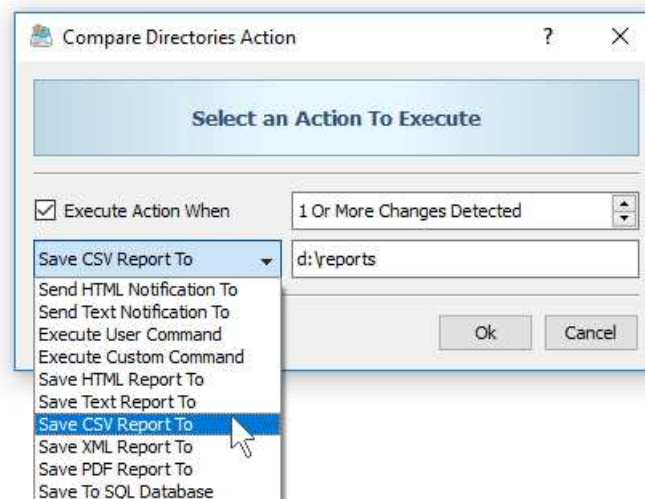 Compare Directories Action
?
Select an Action To Execute
Execute Action When
1 Or More Changes Detected
Save CSV Report To
d:\reports
Send HTML Notification To
Send Text Notification To
Execute User Command
Execute Custom Command
Save HTML Report To
Save Text Report To
Save CSV Report To
Save XML Report To
Save PDF Report To
Save To SQL Database
Ok
Cancel